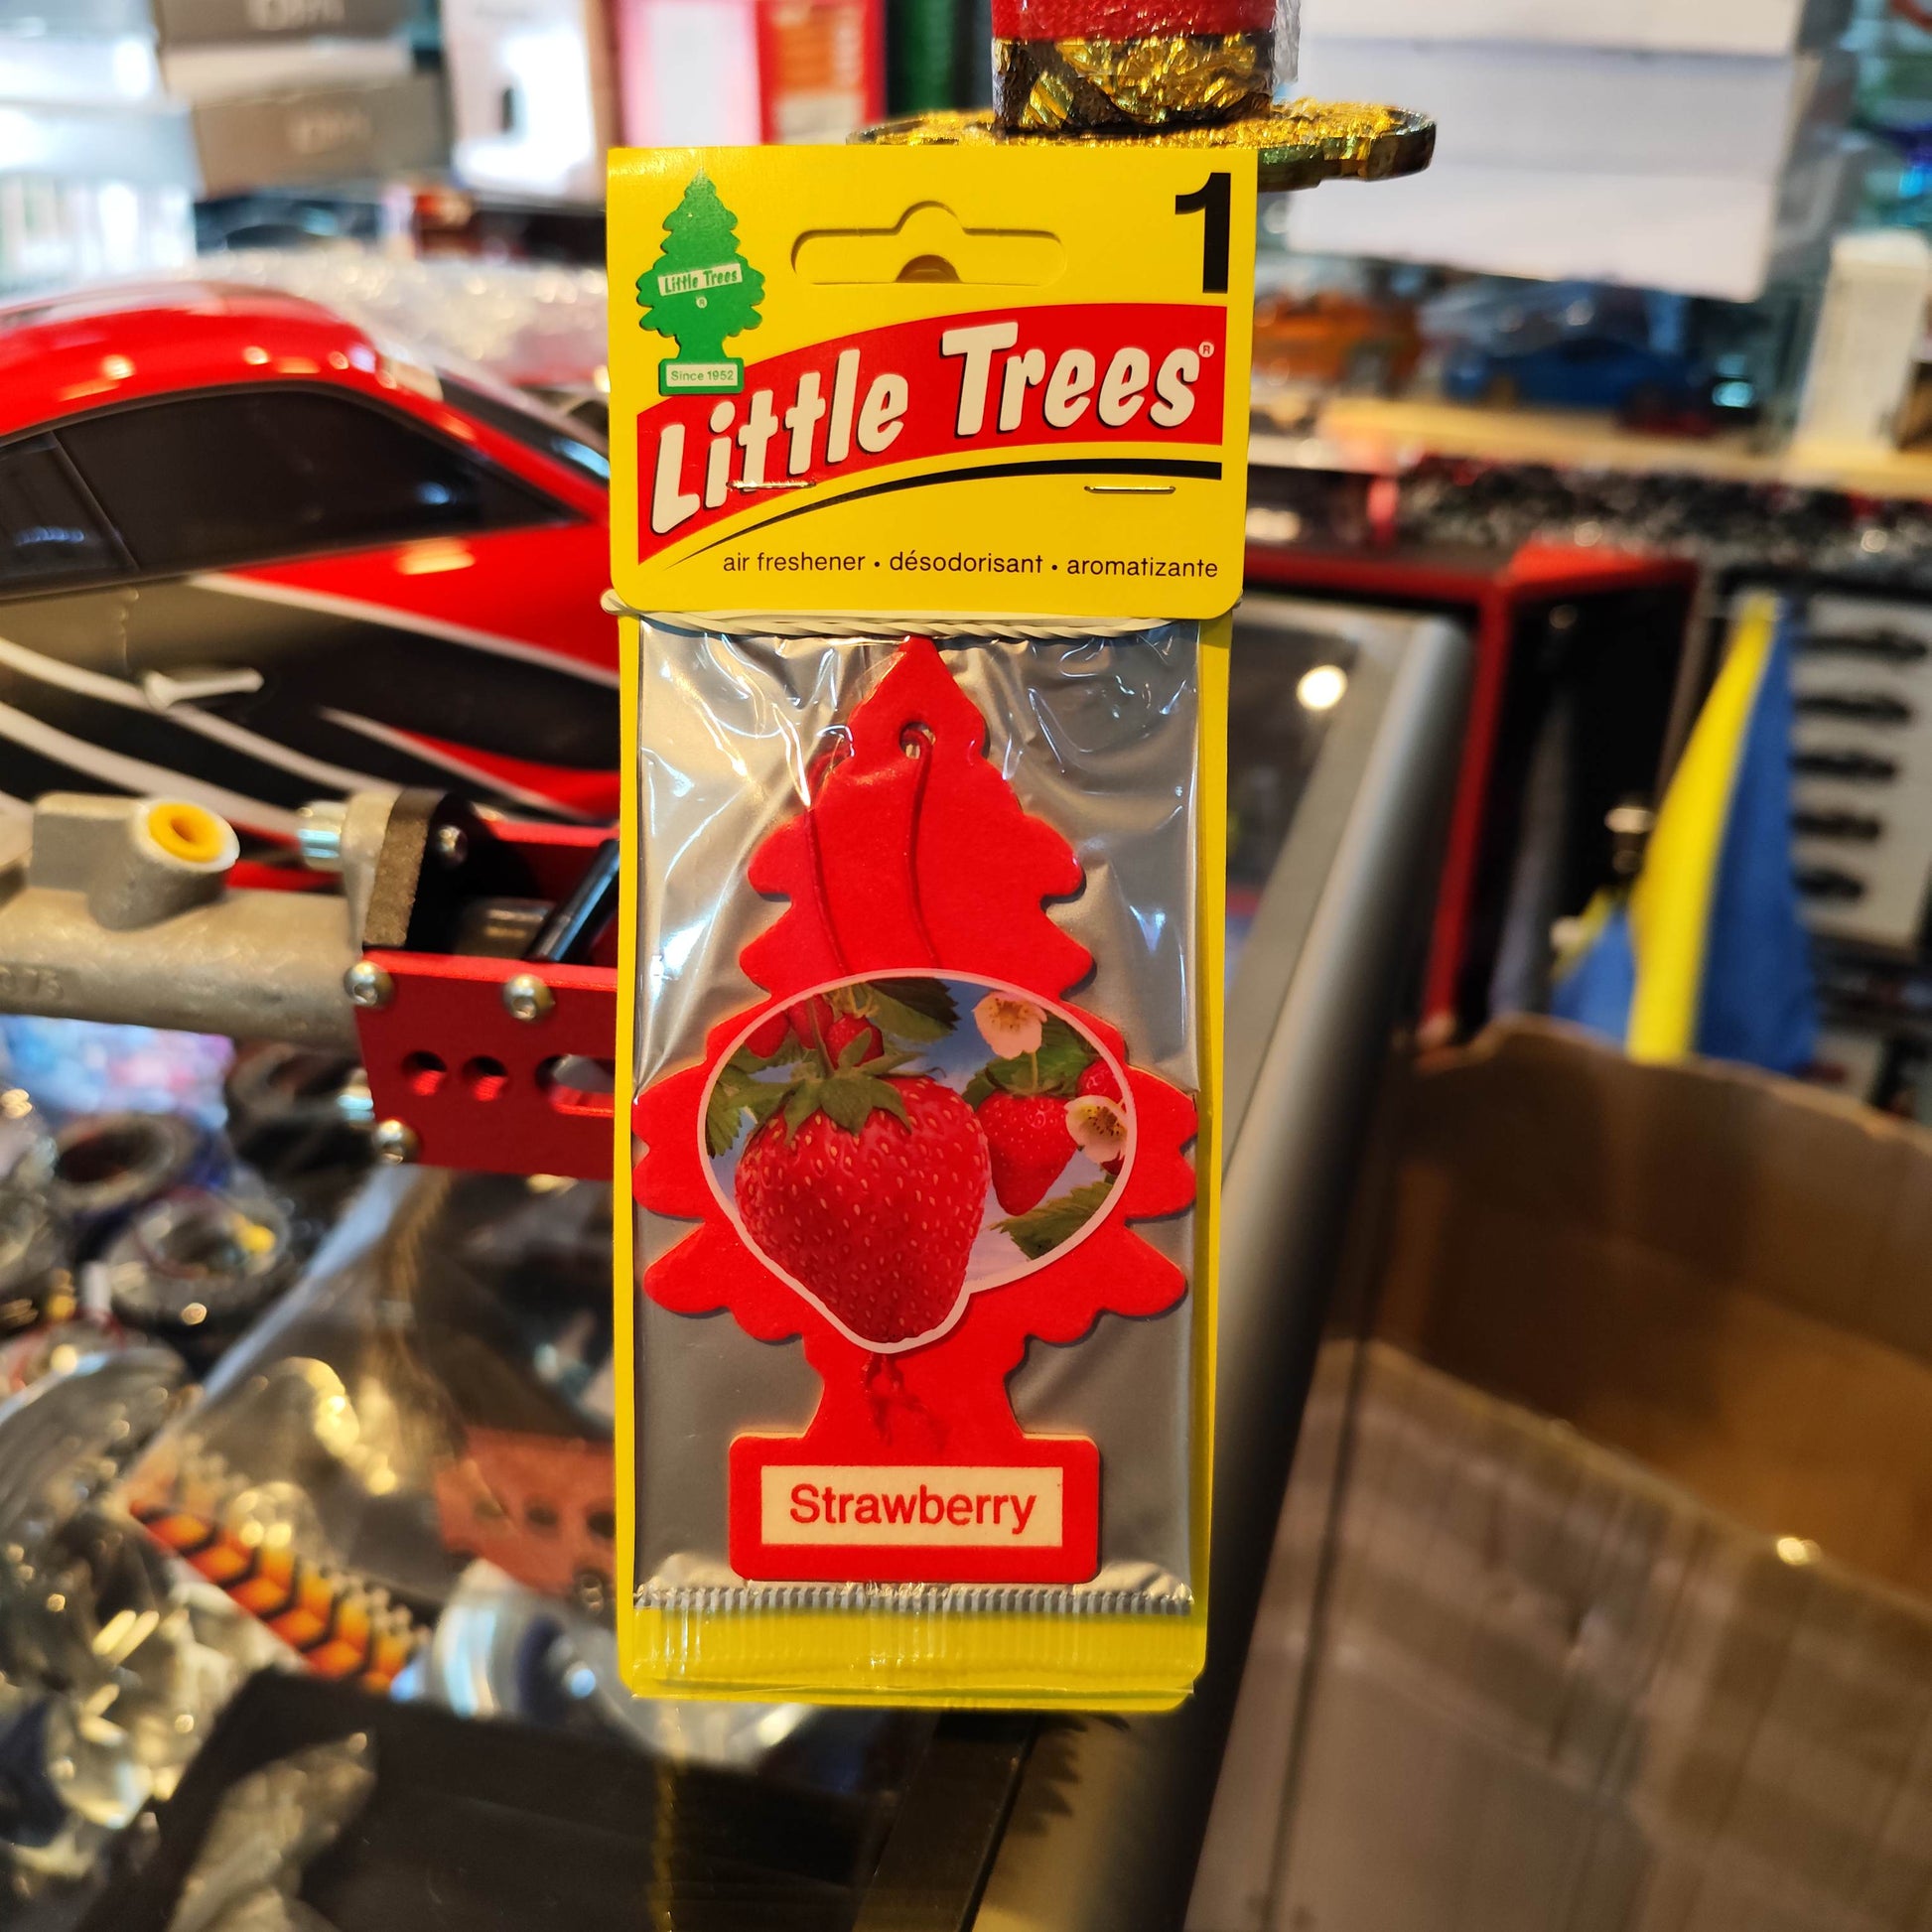 1
Little Trees
®
Since 1952
Little Trees®
air freshener • désodorisant • aromatizante
Strawberry